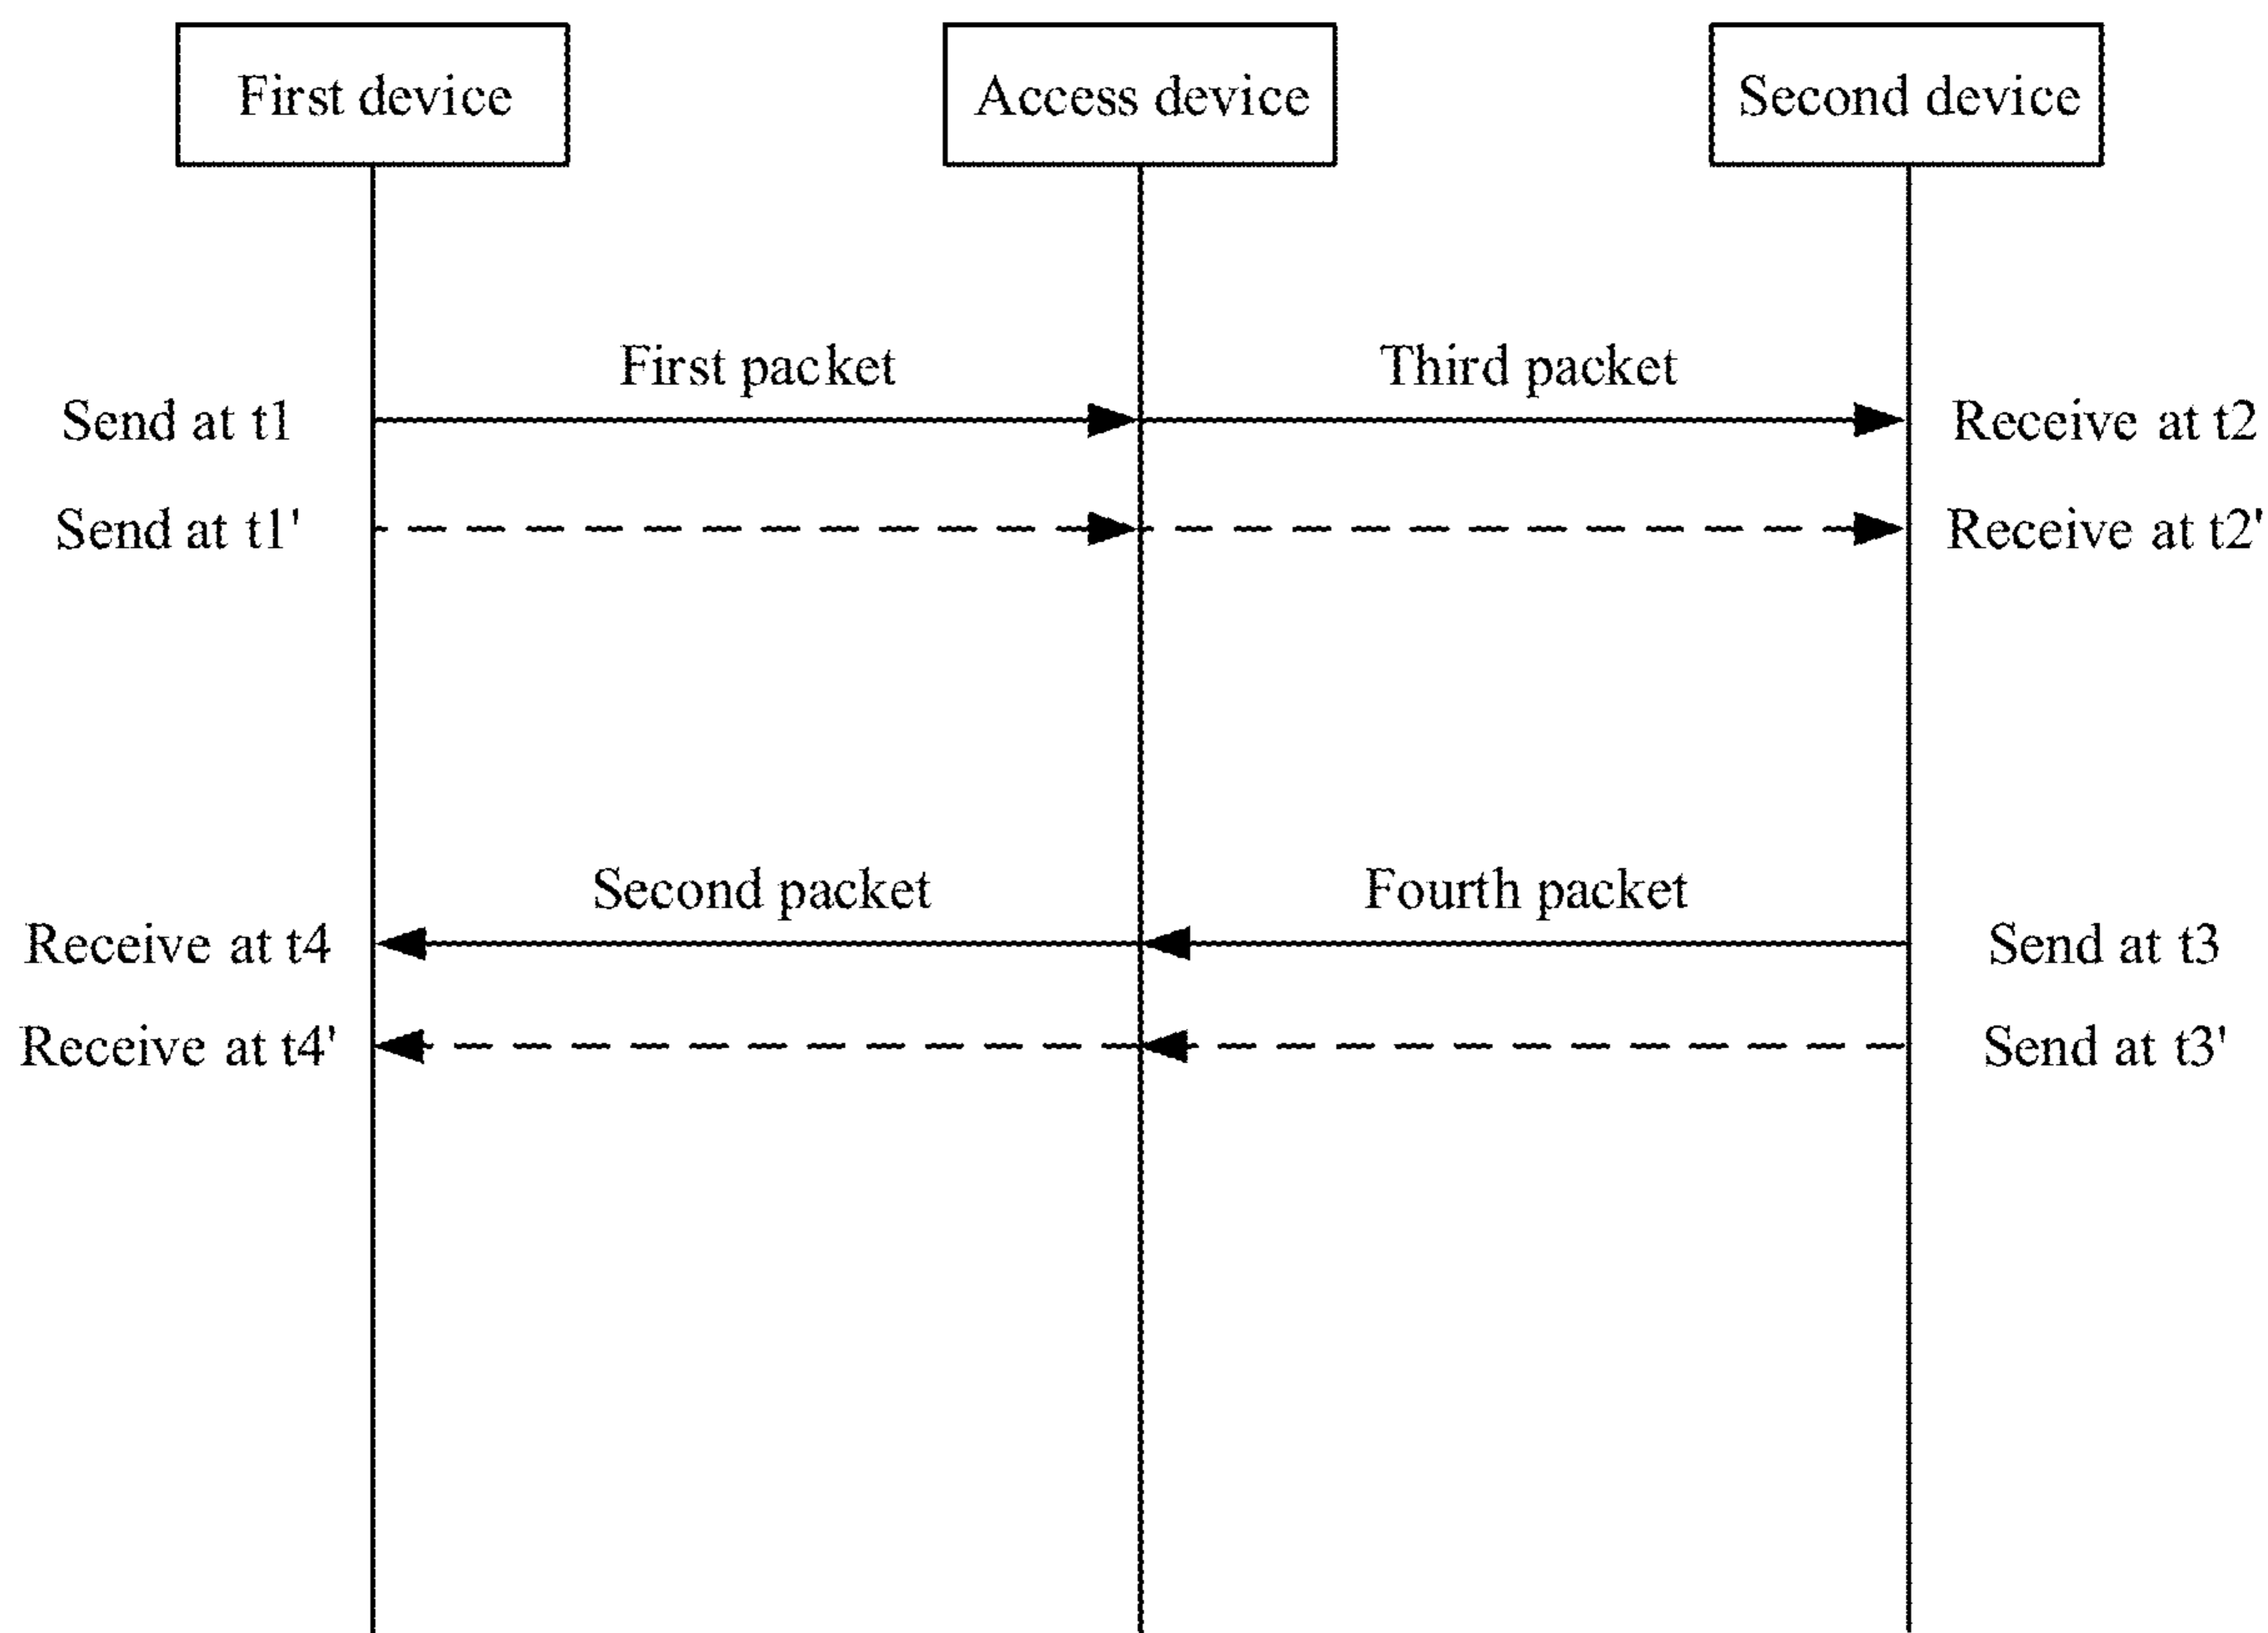 First device
Access device
Second device
First packet
Third packet
Send at t1
Receive at t2
Send at t1'
Receive at t2'
Second packet
Fourth packet
Receive at t4
Send at t3
Receive at t4'
Send at t3'